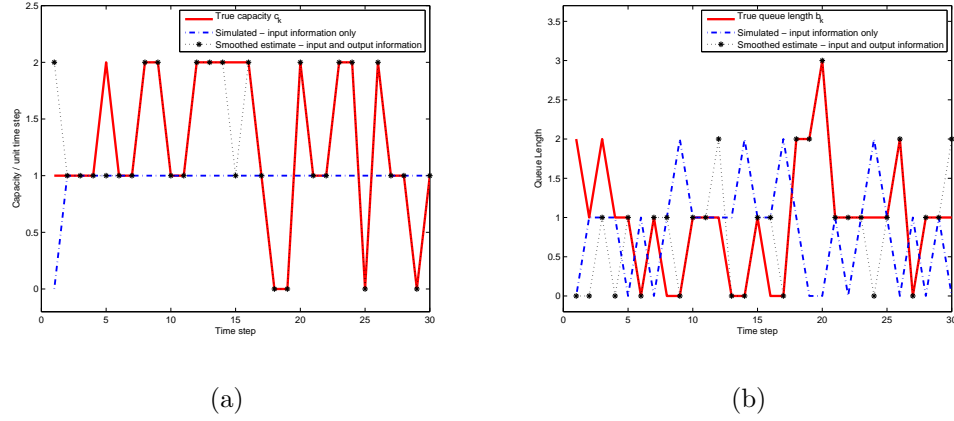 True capacity c_k
Simulated − input information only
Smoothed estimate − input and output information
2.5
2
1.5
1
0.5
0
Capacity / unit time step
0 5 10 15 20 25 30
Time step
(a)
True queue length b_k
Simulated − input information only
Smoothed estimate − input and output information
3.5
3
2.5
2
1.5
1
0.5
0
Queue Length
0 5 10 15 20 25 30
Time step
(b)